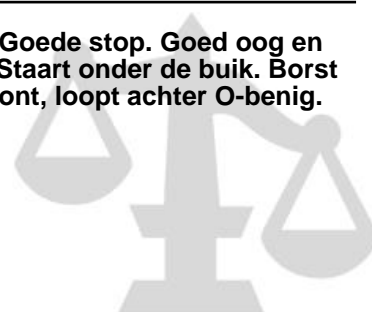 Goede stop. Goed oog en
Staart onder de buik. Borst
ont, loopt achter O-benig.